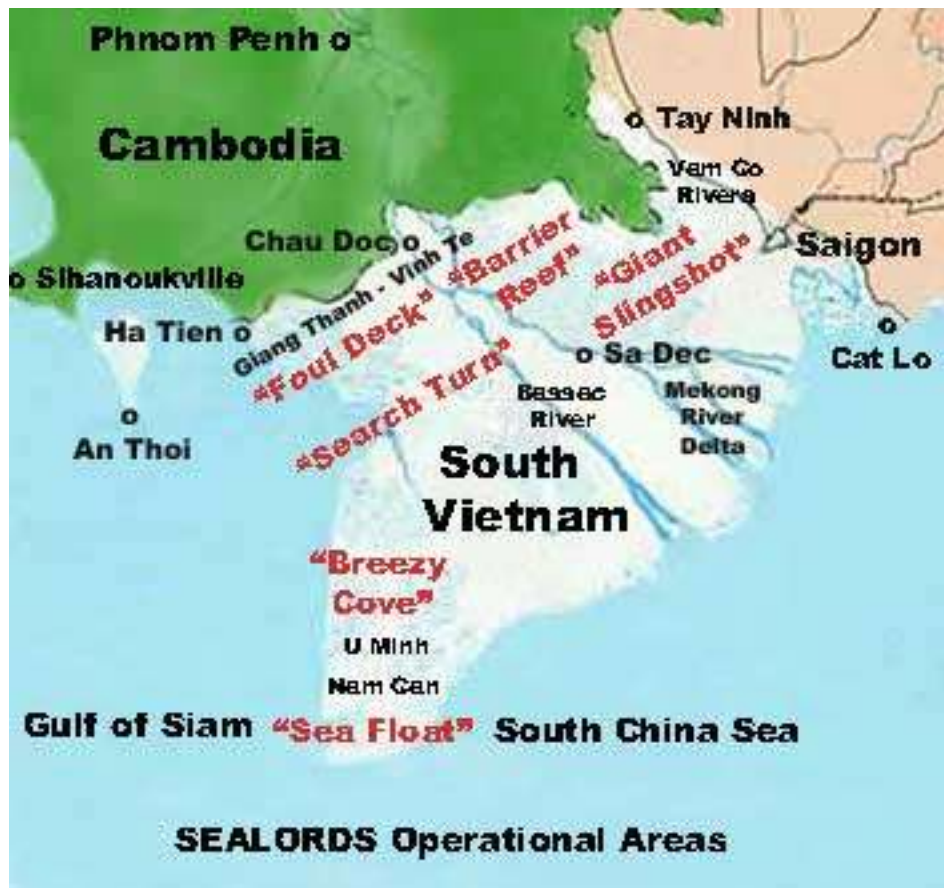 Phnom Penh
Cambodia
Tay Ninh
Vam Co
Rivers
Chau Doc
Saigon
Sihanoukville
Giang Thanh - Vinh Te
"Barrier
Reef"
"Giant
Slingshot"
Ha Tien
"Foul Deck"
Cat Lo
Sa Dec
"Search Turn"
Bassac
River
Mekong
River
Delta
An Thoi
South
Vietnam
"Breezy
Cove"
U Minh
Nam Can
Gulf of Siam
"Sea Float"
South China Sea
SEALORDS Operational Areas